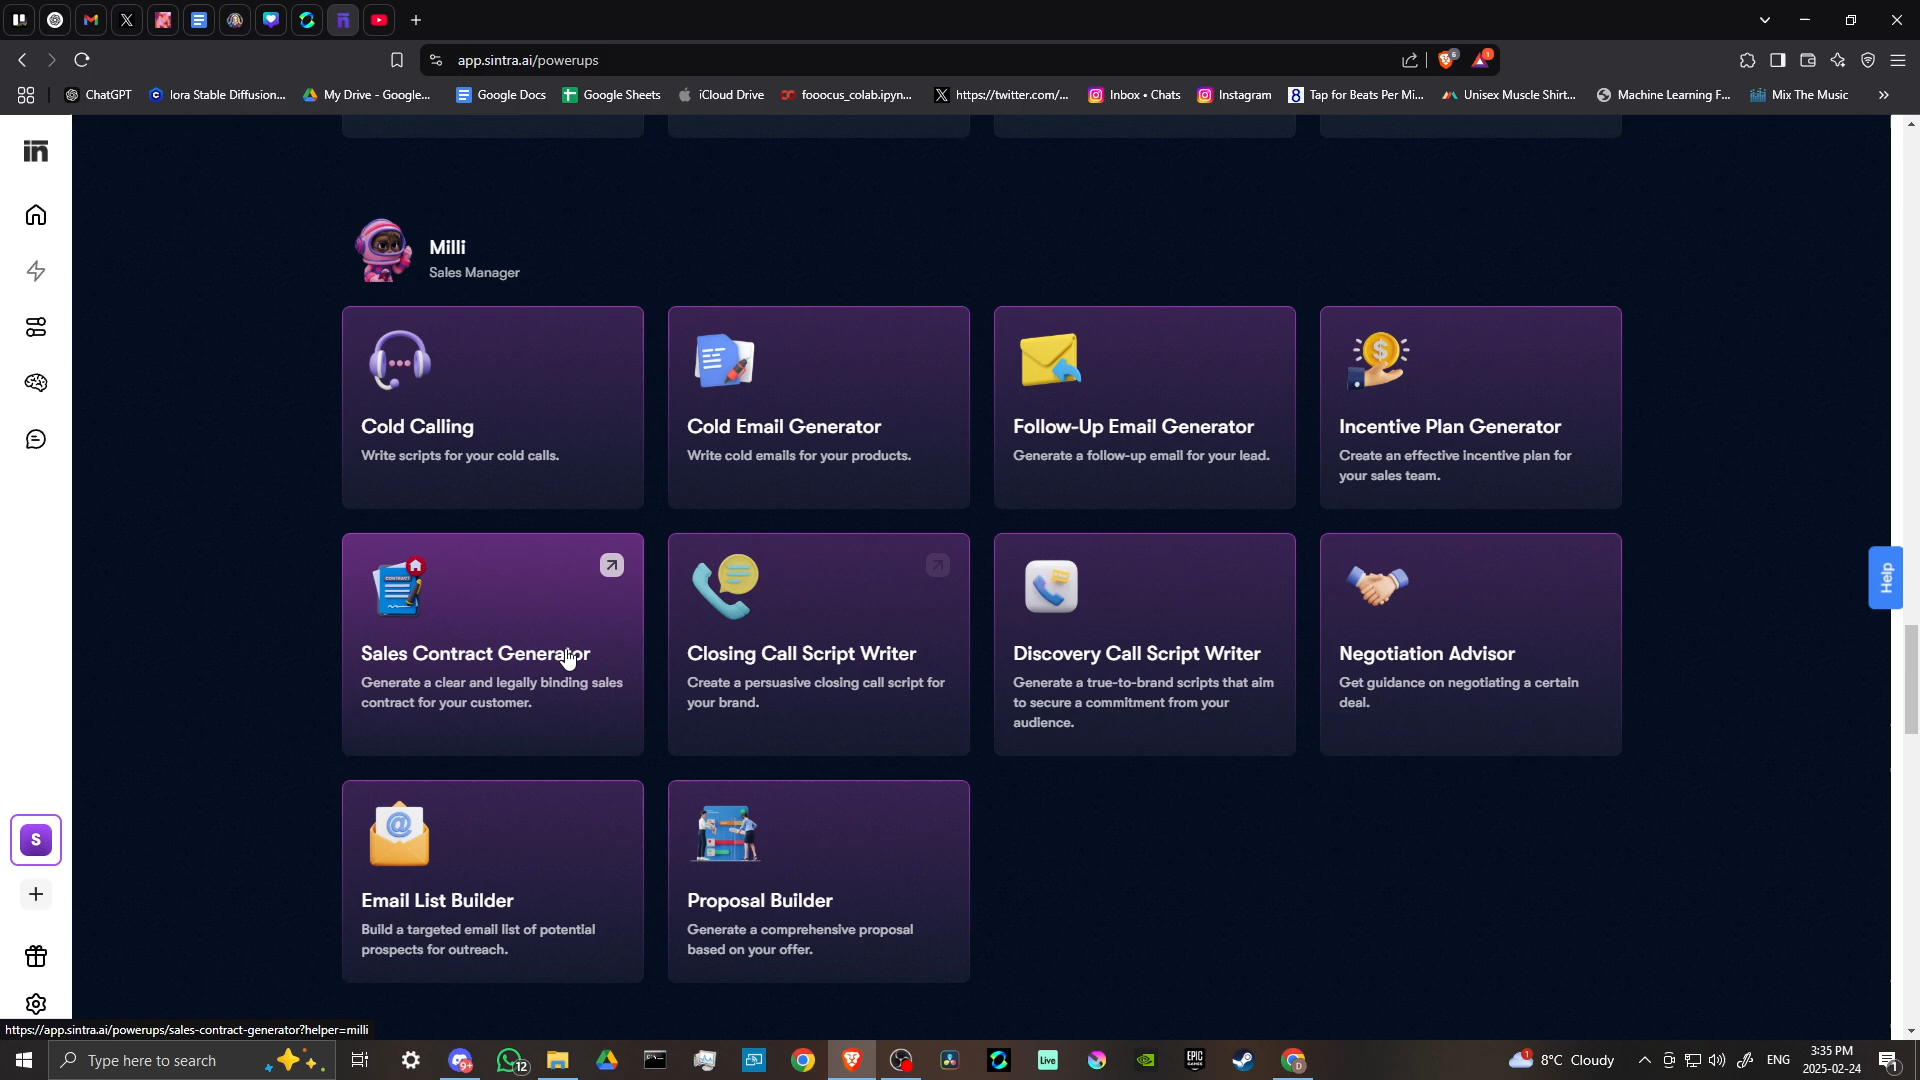 app.sintra.ai/powerups
ChatGPT
lora Stable Diffusion...
My Drive - Google...
Google Docs
Google Sheets
iCloud Drive
fooocus_colab.ipyn...
https://twitter.com/...
Inbox • Chats
Instagram
Tap for Beats Per Mi...
Unisex Muscle Shirt...
Machine Learning F...
Mix The Music
Milli
Sales Manager
Cold Calling
Write scripts for your cold calls.
Cold Email Generator
Write cold emails for your products.
Follow-Up Email Generator
Generate a follow-up email for your lead.
Incentive Plan Generator
Create an effective incentive plan for
your sales team.
Sales Contract Generator
Generate a clear and legally binding sales
contract for your customer.
Closing Call Script Writer
Create a persuasive closing call script for
your brand.
Discovery Call Script Writer
Generate a true-to-brand scripts that aim
to secure a commitment from your
audience.
Negotiation Advisor
Get guidance on negotiating a certain
deal.
Email List Builder
Build a targeted email list of potential
prospects for outreach.
Proposal Builder
Generate a comprehensive proposal
based on your offer.
Help
S
https://app.sintra.ai/powerups/sales-contract-generator?helper=milli
Type here to search
12
Live
EPIC
GAMES
8°C Cloudy
ENG
3:35 PM
2025-02-24